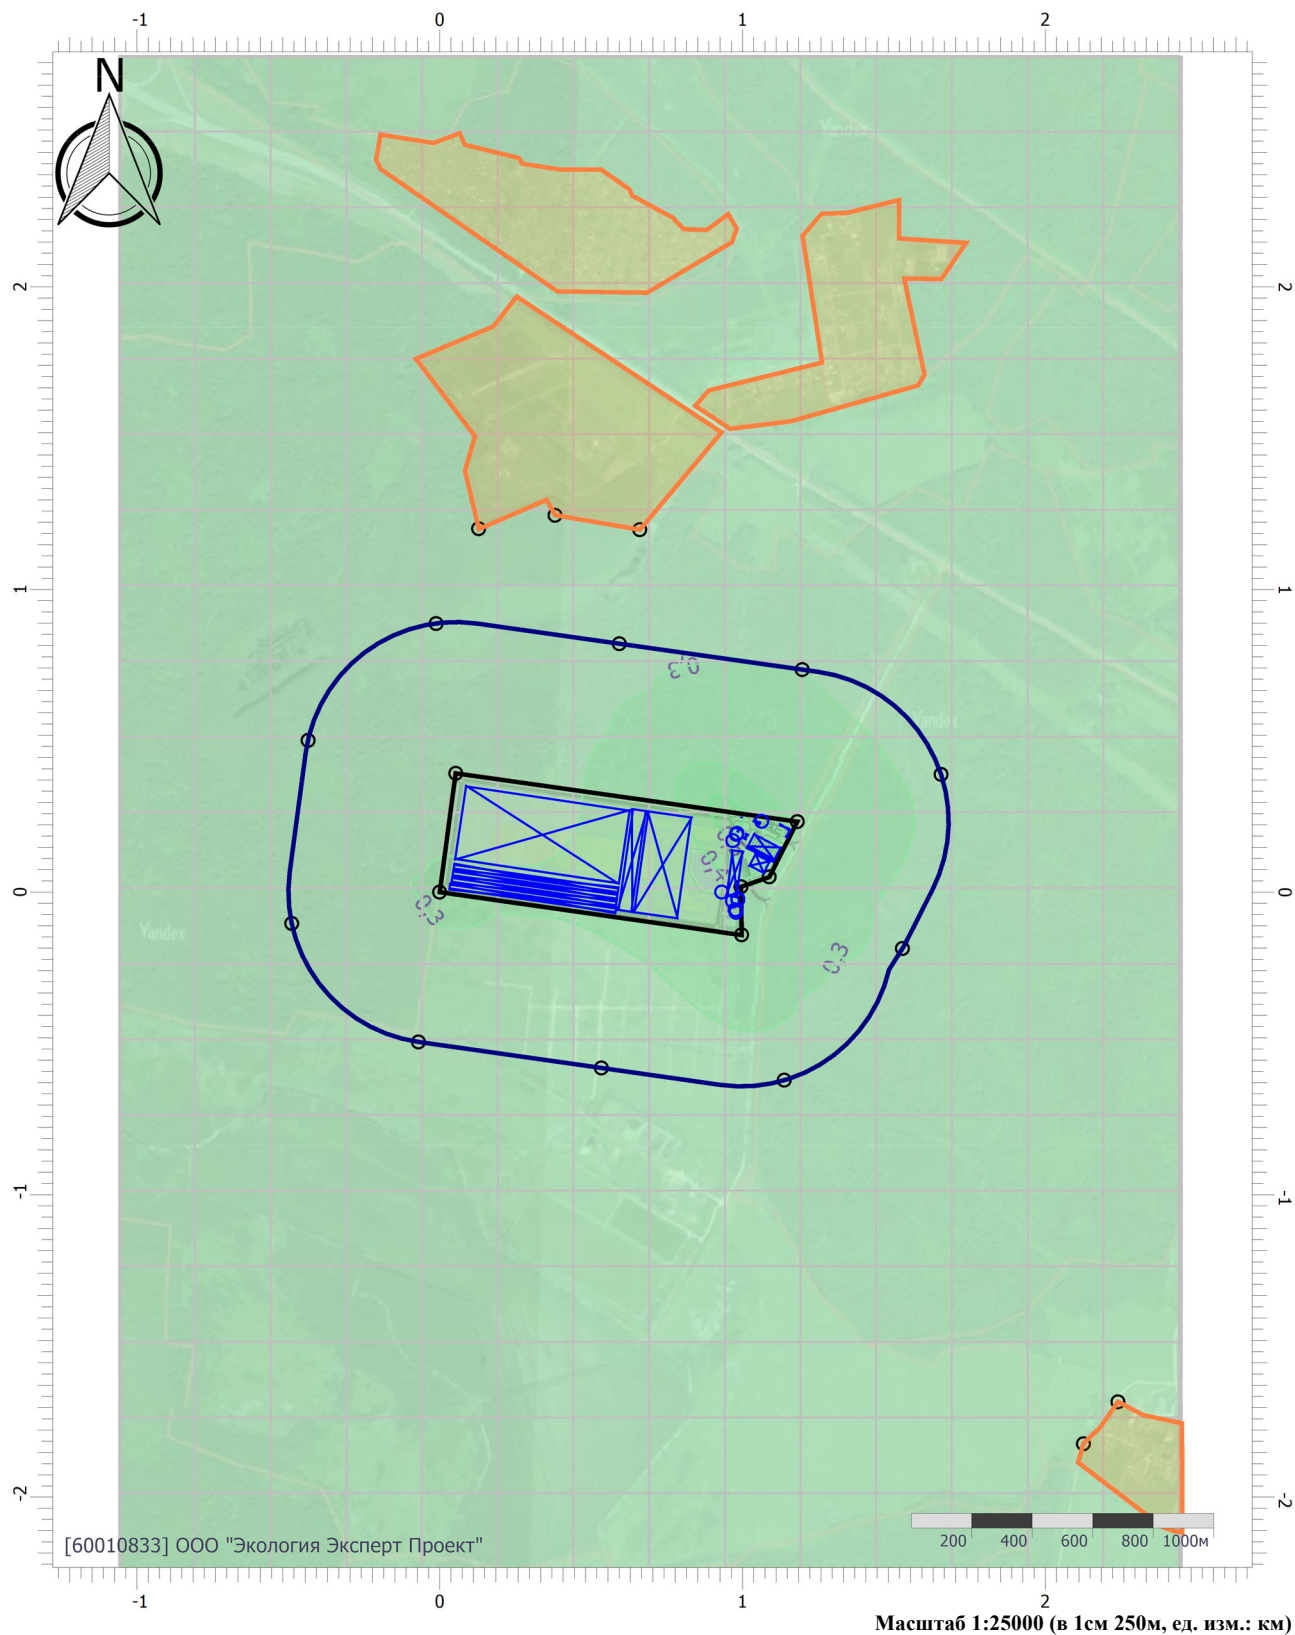 -1 0 1 2
N
Yandex
2 2
1 1
0,3
Yandex
0,3
0 0
0,3
Yandex
0,3
-1 -1
-2 -2
[60010833] ООО "Экология Эксперт Проект"
200 400 600 800 1000м
-1 0 1 2
Масштаб 1:25000 (в 1см 250м, ед. изм.: км)